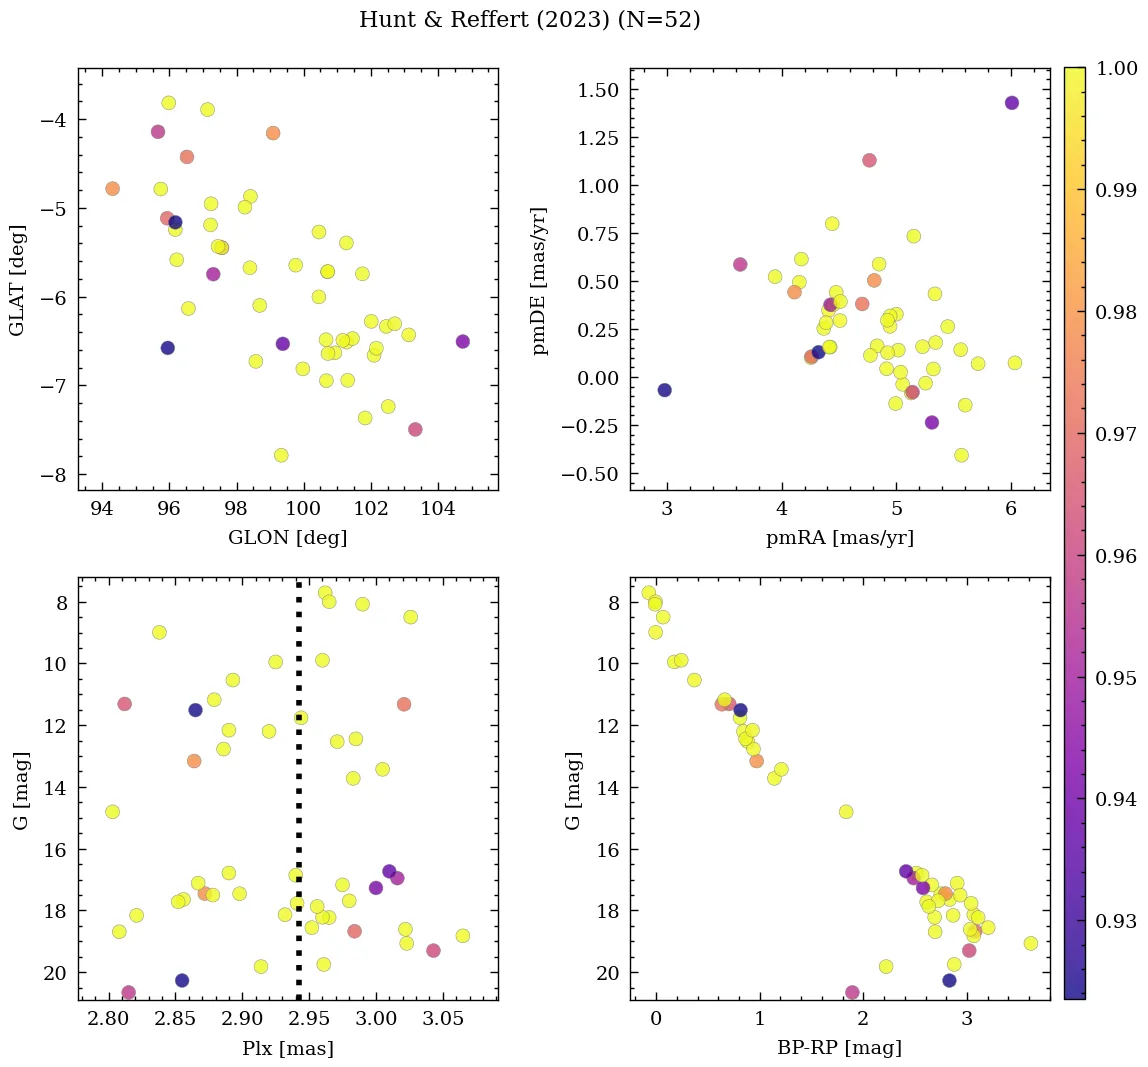 Hunt & Reffert (2023) (N=52)
−4
−5
−6
−7
−8
GLAT [deg]
94 96 98 100 102 104
GLON [deg]
1.50
1.25
1.00
0.75
0.50
0.25
0.00
−0.25
−0.50
pmDE [mas/yr]
3 4 5 6
pmRA [mas/yr]
8
10
12
14
16
18
20
G [mag]
2.80 2.85 2.90 2.95 3.00 3.05
Plx [mas]
8
10
12
14
16
18
20
G [mag]
0 1 2 3
BP-RP [mag]
1.00
0.99
0.98
0.97
0.96
0.95
0.94
0.93